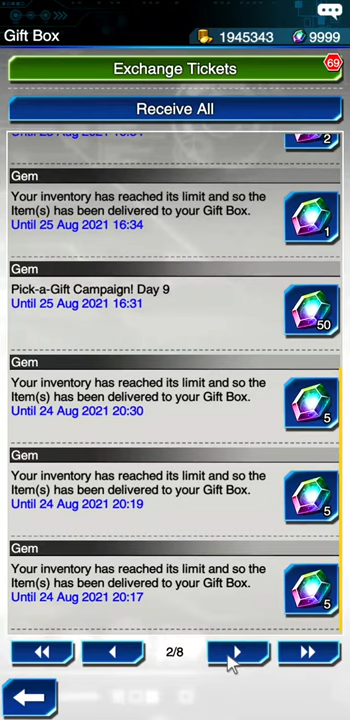 Gift Box
1945343
9999
Exchange Tickets
69
Receive All
2
Gem
Your inventory has reached its limit and so the
Item(s) has been delivered to your Gift Box.
Until 25 Aug 2021 16:34
1
Gem
Pick-a-Gift Campaign! Day 9
Until 25 Aug 2021 16:31
50
Gem
Your inventory has reached its limit and so the
Item(s) has been delivered to your Gift Box.
Until 24 Aug 2021 20:30
5
Gem
Your inventory has reached its limit and so the
Item(s) has been delivered to your Gift Box.
Until 24 Aug 2021 20:19
5
Gem
Your inventory has reached its limit and so the
Item(s) has been delivered to your Gift Box.
Until 24 Aug 2021 20:17
5
2/8